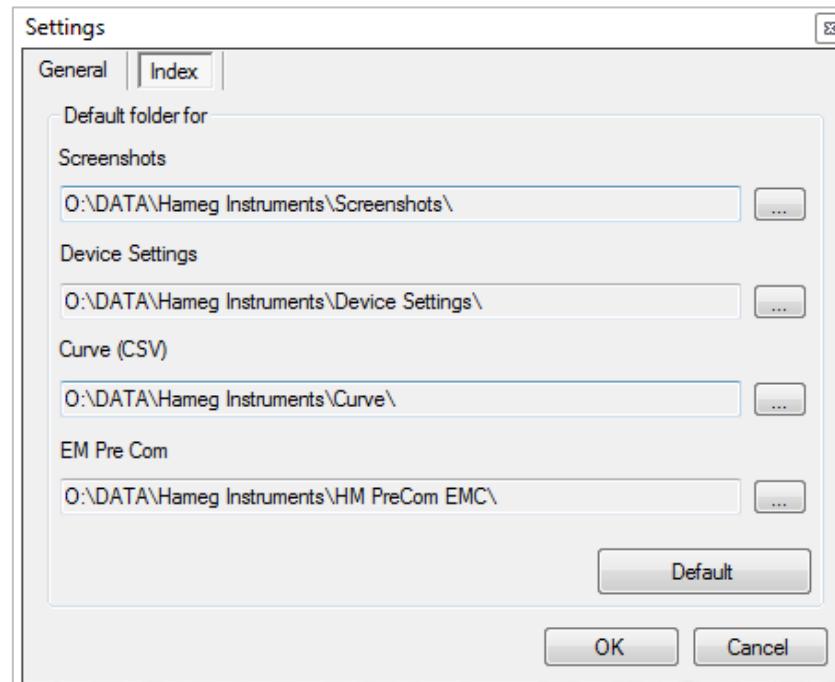 Settings
General
Index
Default folder for
Screenshots
O:\DATA\Hameg Instruments\Screenshots\
...
Device Settings
O:\DATA\Hameg Instruments\Device Settings\
...
Curve (CSV)
O:\DATA\Hameg Instruments\Curve\
...
EM Pre Com
O:\DATA\Hameg Instruments\HM PreCom EMC\
...
Default
OK
Cancel